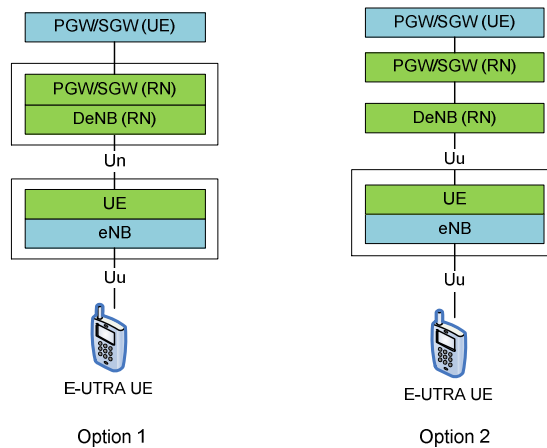 PGW/SGW (UE)
PGW/SGW (RN)
DeNB (RN)
Un
UE
eNB
Uu
E-UTRA UE
Option 1
PGW/SGW (UE)
PGW/SGW (RN)
DeNB (RN)
Uu
UE
eNB
Uu
E-UTRA UE
Option 2